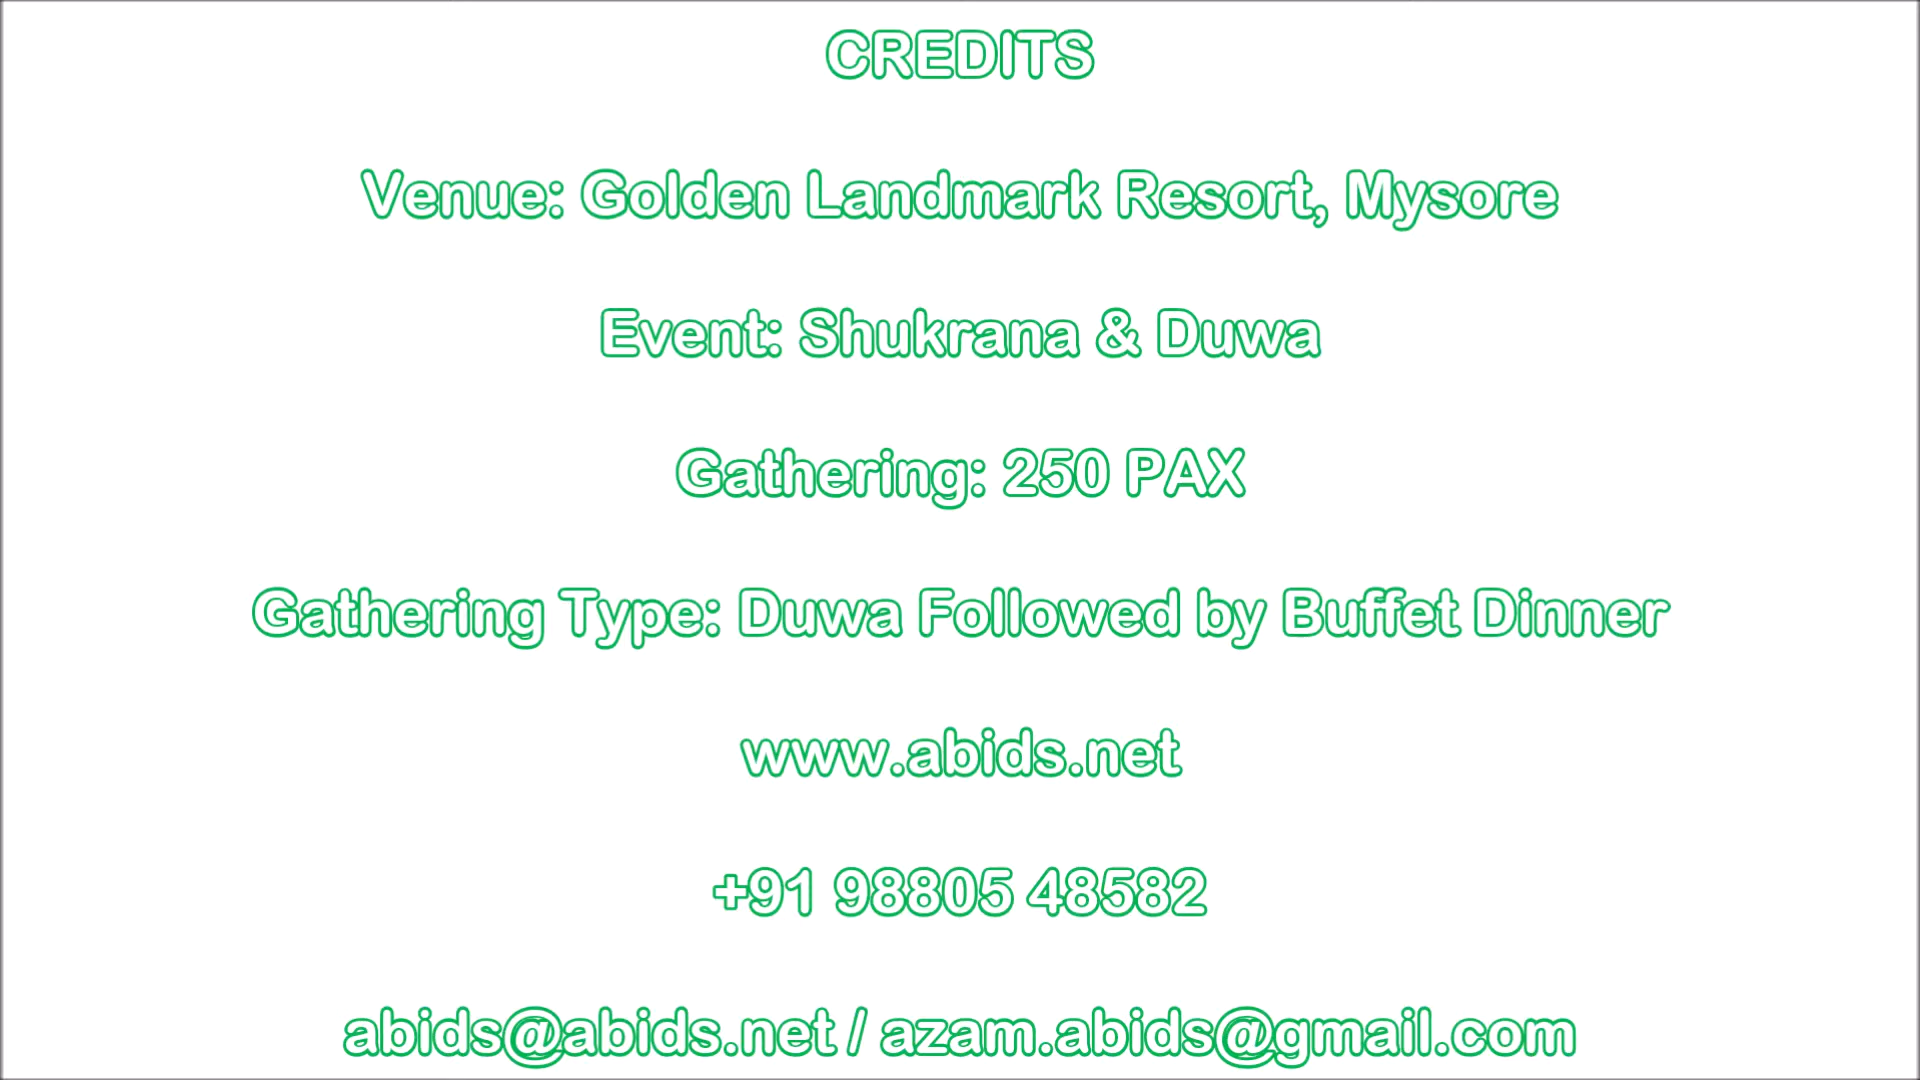 CREDITS
Venue: Golden Landmark Resort, Mysore
Event: Shukrana & Duwa
Gathering: 250 PAX
Gathering Type: Duwa Followed by Buffet Dinner
www.abids.net
+91 98805 48582
abids@abids.net / azam.abids@gmail.com